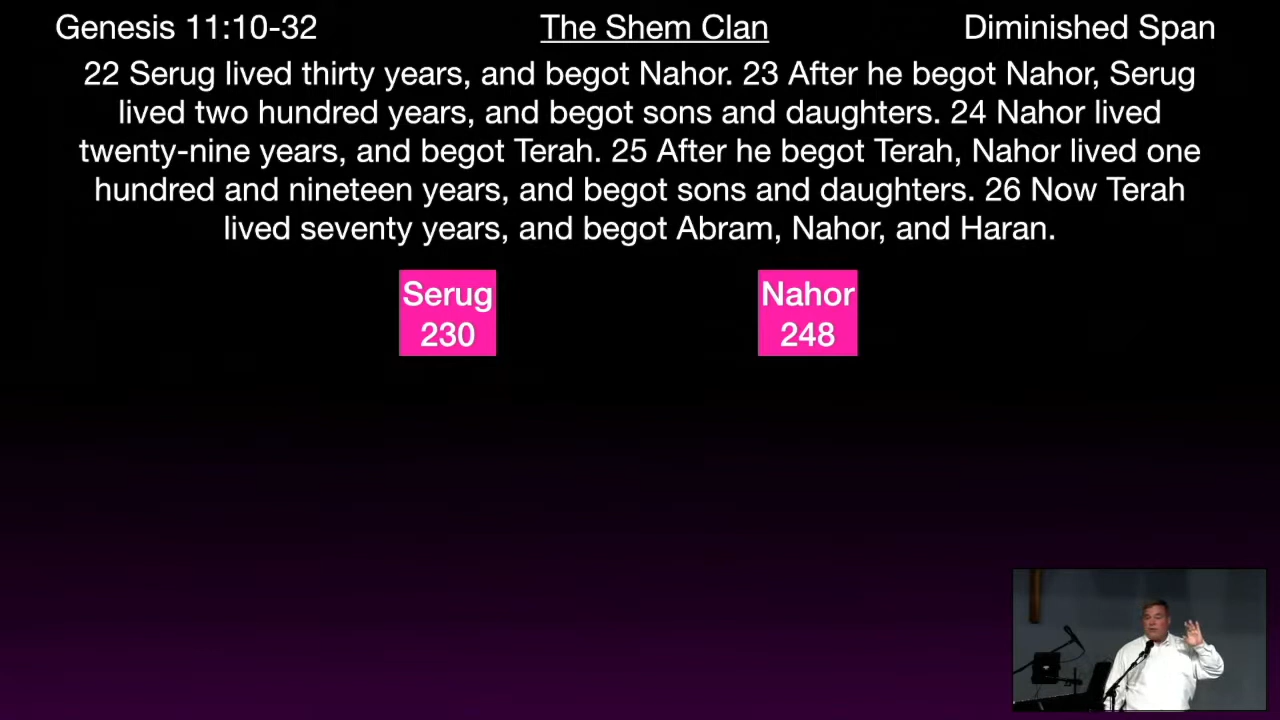 Genesis 11:10-32 The Shem Clan Diminished Span
22 Serug lived thirty years, and begot Nahor. 23 After he begot Nahor, Serug
lived two hundred years, and begot sons and daughters. 24 Nahor lived
twenty-nine years, and begot Terah. 25 After he begot Terah, Nahor lived one
hundred and nineteen years, and begot sons and daughters. 26 Now Terah
lived seventy years, and begot Abram, Nahor, and Haran.
Serug
230
Nahor
248